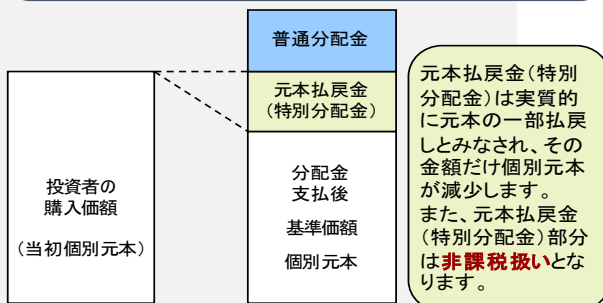 普通分配金
元本払戻金
(特別分配金)
投資者の
購入価額
(当初個別元本)
分配金
支払後
基準価額
個別元本
元本払戻金(特別
分配金)は実質的
に元本の一部払戻
しとみなされ、その
金額だけ個別元本
が減少します。
また、元本払戻金
(特別分配金)部分
は非課税扱いとな
ります。